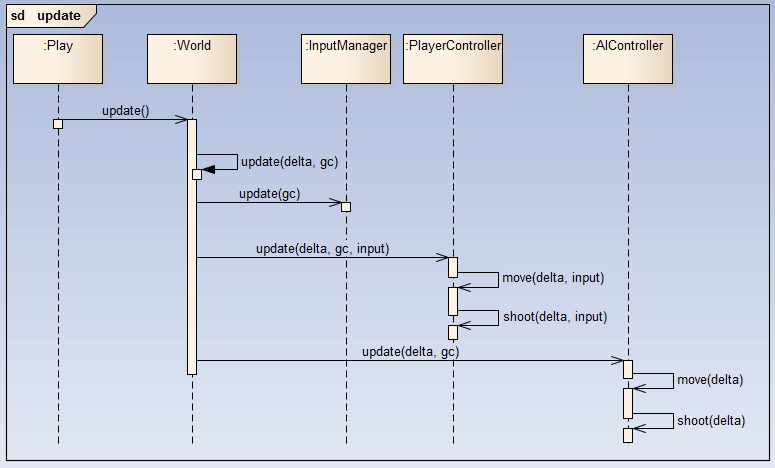 sd update
:Play
:World
:InputManager
:PlayerController
:AIController
update()
update(delta, gc)
update(gc)
update(delta, gc, input)
move(delta, input)
shoot(delta, input)
update(delta, gc)
move(delta)
shoot(delta)